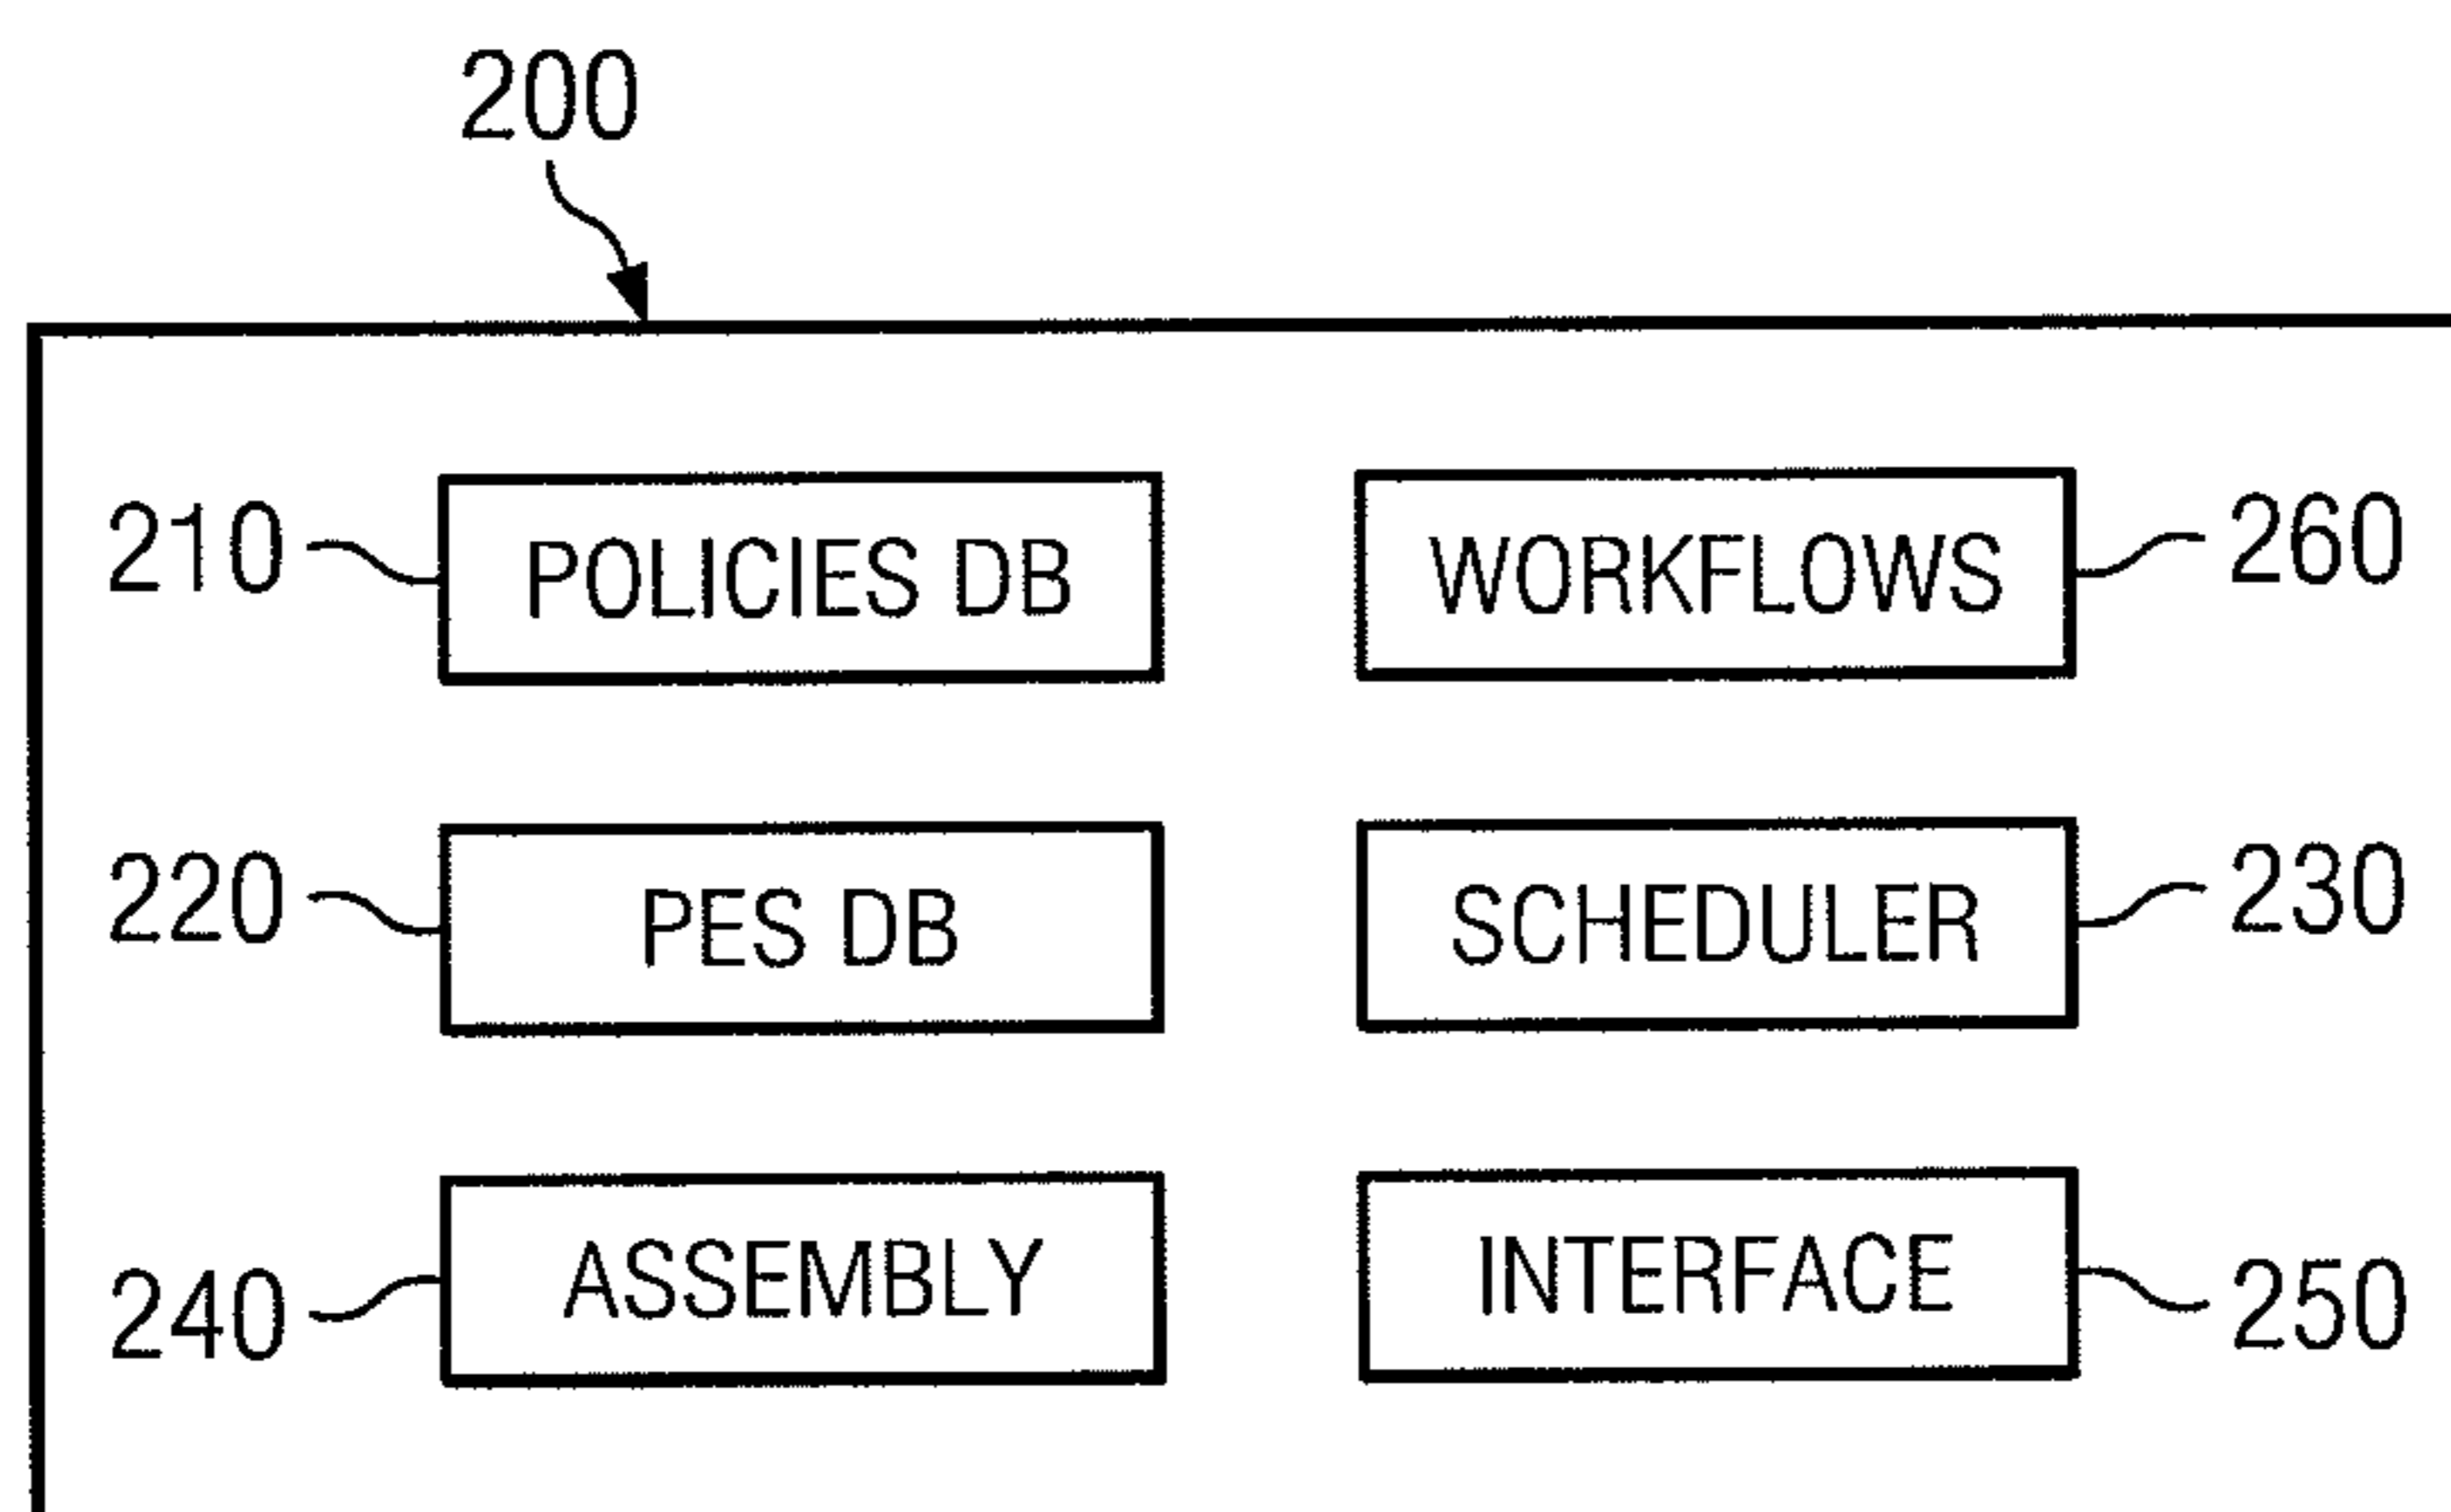 200
210 POLICIES DB WORKFLOWS 260
220 PES DB SCHEDULER 230
240 ASSEMBLY INTERFACE 250